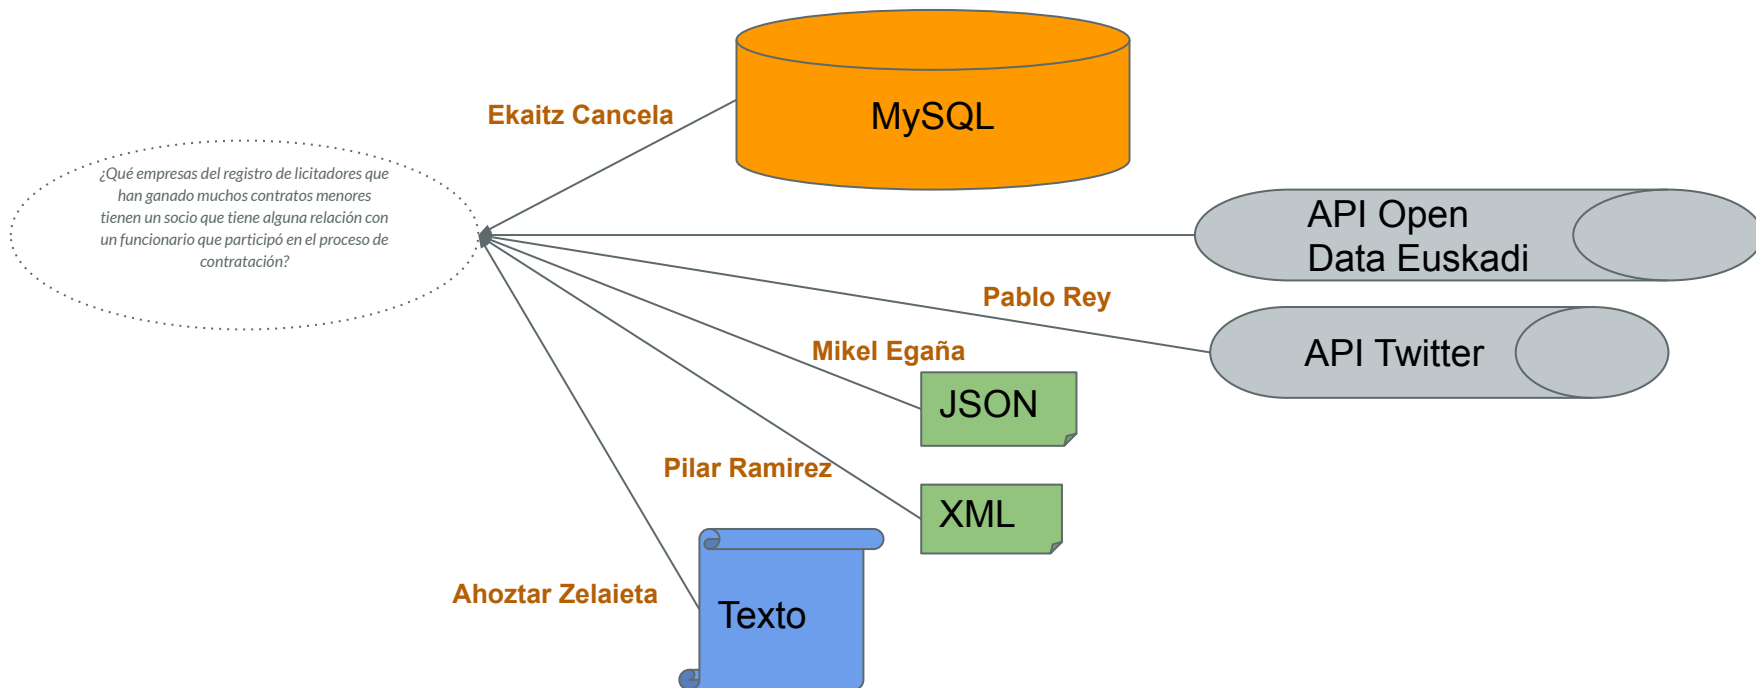 MySQL
Ekaitz Cancela
¿Qué empresas del registro de licitadores que
han ganado muchos contratos menores
tienen un socio que tiene alguna relación con
un funcionario que participó en el proceso de
contratación?
API Open
Data Euskadi
Pablo Rey
API Twitter
Mikel Egaña
JSON
Pilar Ramirez
XML
Ahoztar Zelaieta
Texto